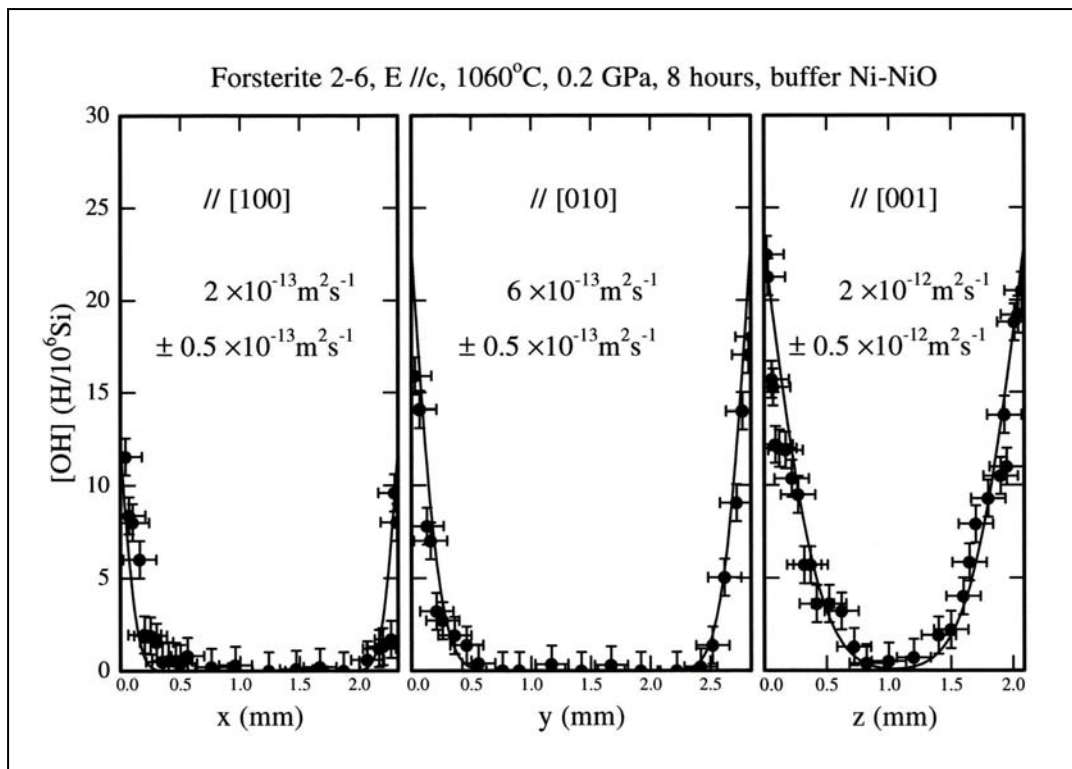 Forsterite 2-6, E //c, 1060°C, 0.2 GPa, 8 hours, buffer Ni-NiO
[OH] (H/10⁶Si)
30
25
20
15
10
5
0
// [100]
2 ×10⁻¹³m²s⁻¹
± 0.5 ×10⁻¹³m²s⁻¹
// [010]
6 ×10⁻¹³m²s⁻¹
± 0.5 ×10⁻¹³m²s⁻¹
// [001]
2 ×10⁻¹²m²s⁻¹
± 0.5 ×10⁻¹²m²s⁻¹
0.0 0.5 1.0 1.5 2.0
0.0 0.5 1.0 1.5 2.0 2.5
0.0 0.5 1.0 1.5 2.0
x (mm)
y (mm)
z (mm)